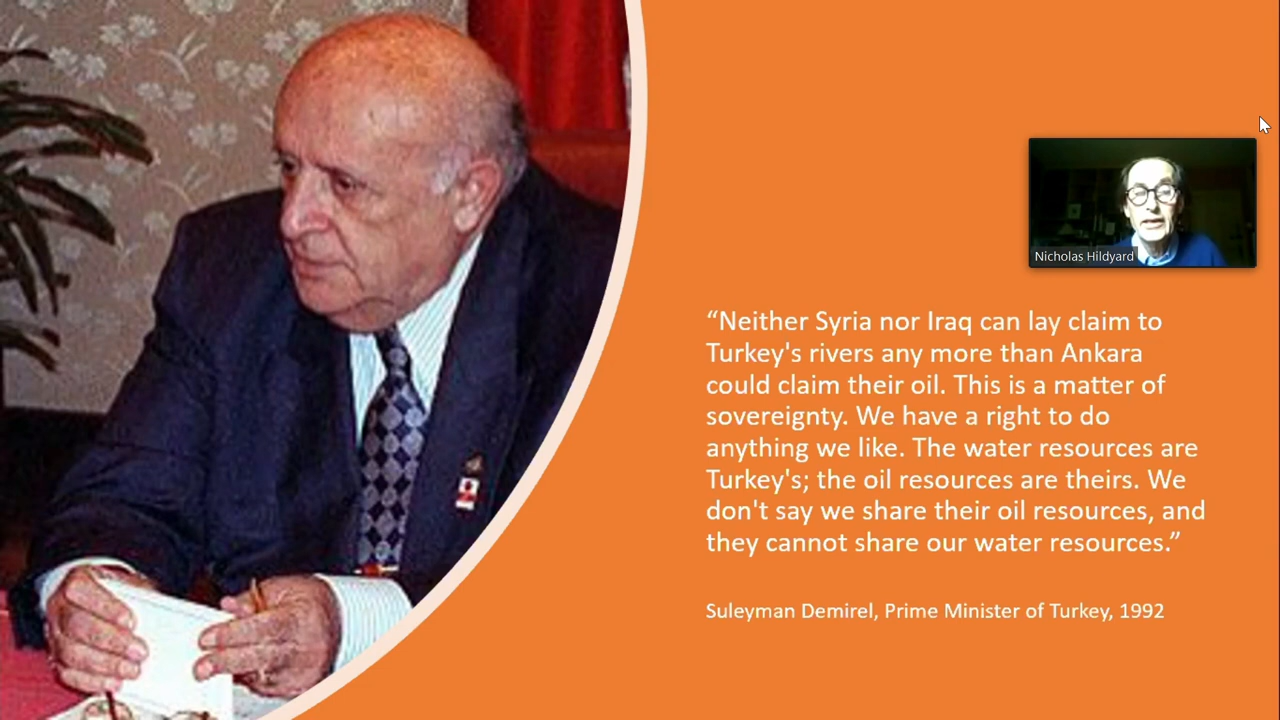 Nicholas Hildyard
“Neither Syria nor Iraq can lay claim to
Turkey's rivers any more than Ankara
could claim their oil. This is a matter of
sovereignty. We have a right to do
anything we like. The water resources are
Turkey's; the oil resources are theirs. We
don't say we share their oil resources, and
they cannot share our water resources.”
Suleyman Demirel, Prime Minister of Turkey, 1992